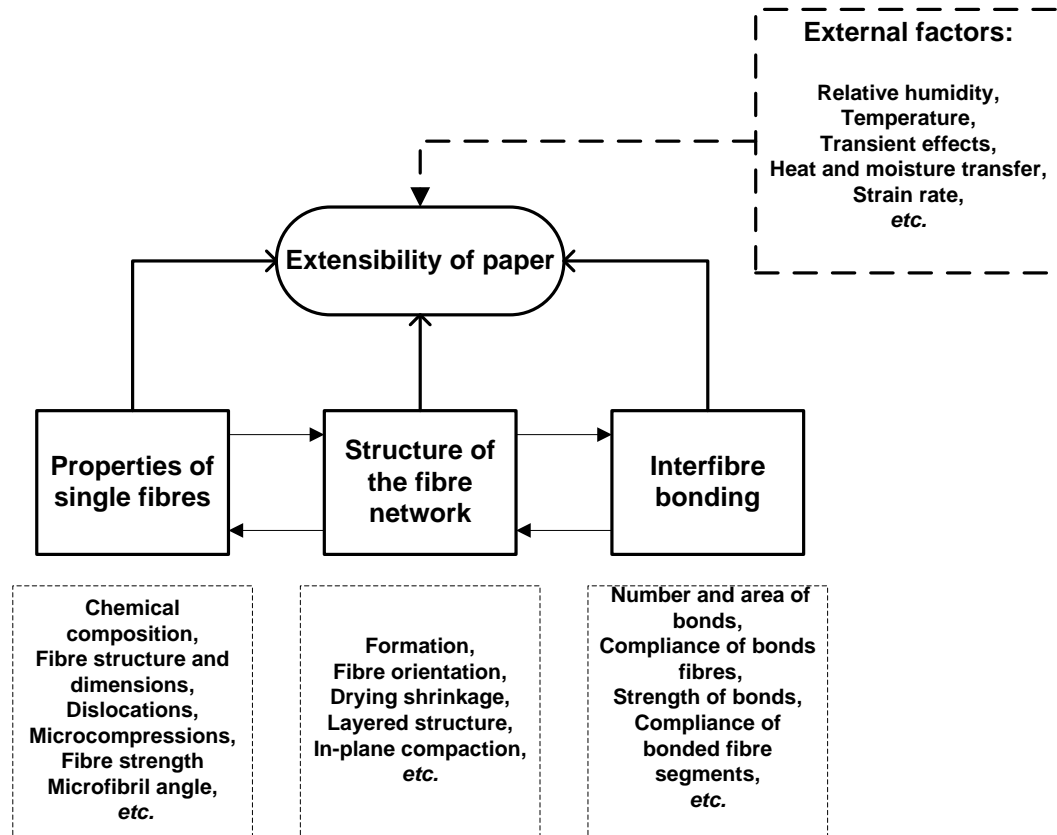 External factors:
Relative humidity,
Temperature,
Transient effects,
Heat and moisture transfer,
Strain rate,
etc.
Extensibility of paper
Properties of
single fibres
Structure of
the fibre
network
Interfibre
bonding
Chemical
composition,
Fibre structure and
dimensions,
Dislocations,
Microcompressions,
Fibre strength
Microfibril angle,
etc.
Formation,
Fibre orientation,
Drying shrinkage,
Layered structure,
In-plane compaction,
etc.
Number and area of
bonds,
Compliance of bonds
fibres,
Strength of bonds,
Compliance of
bonded fibre
segments,
etc.